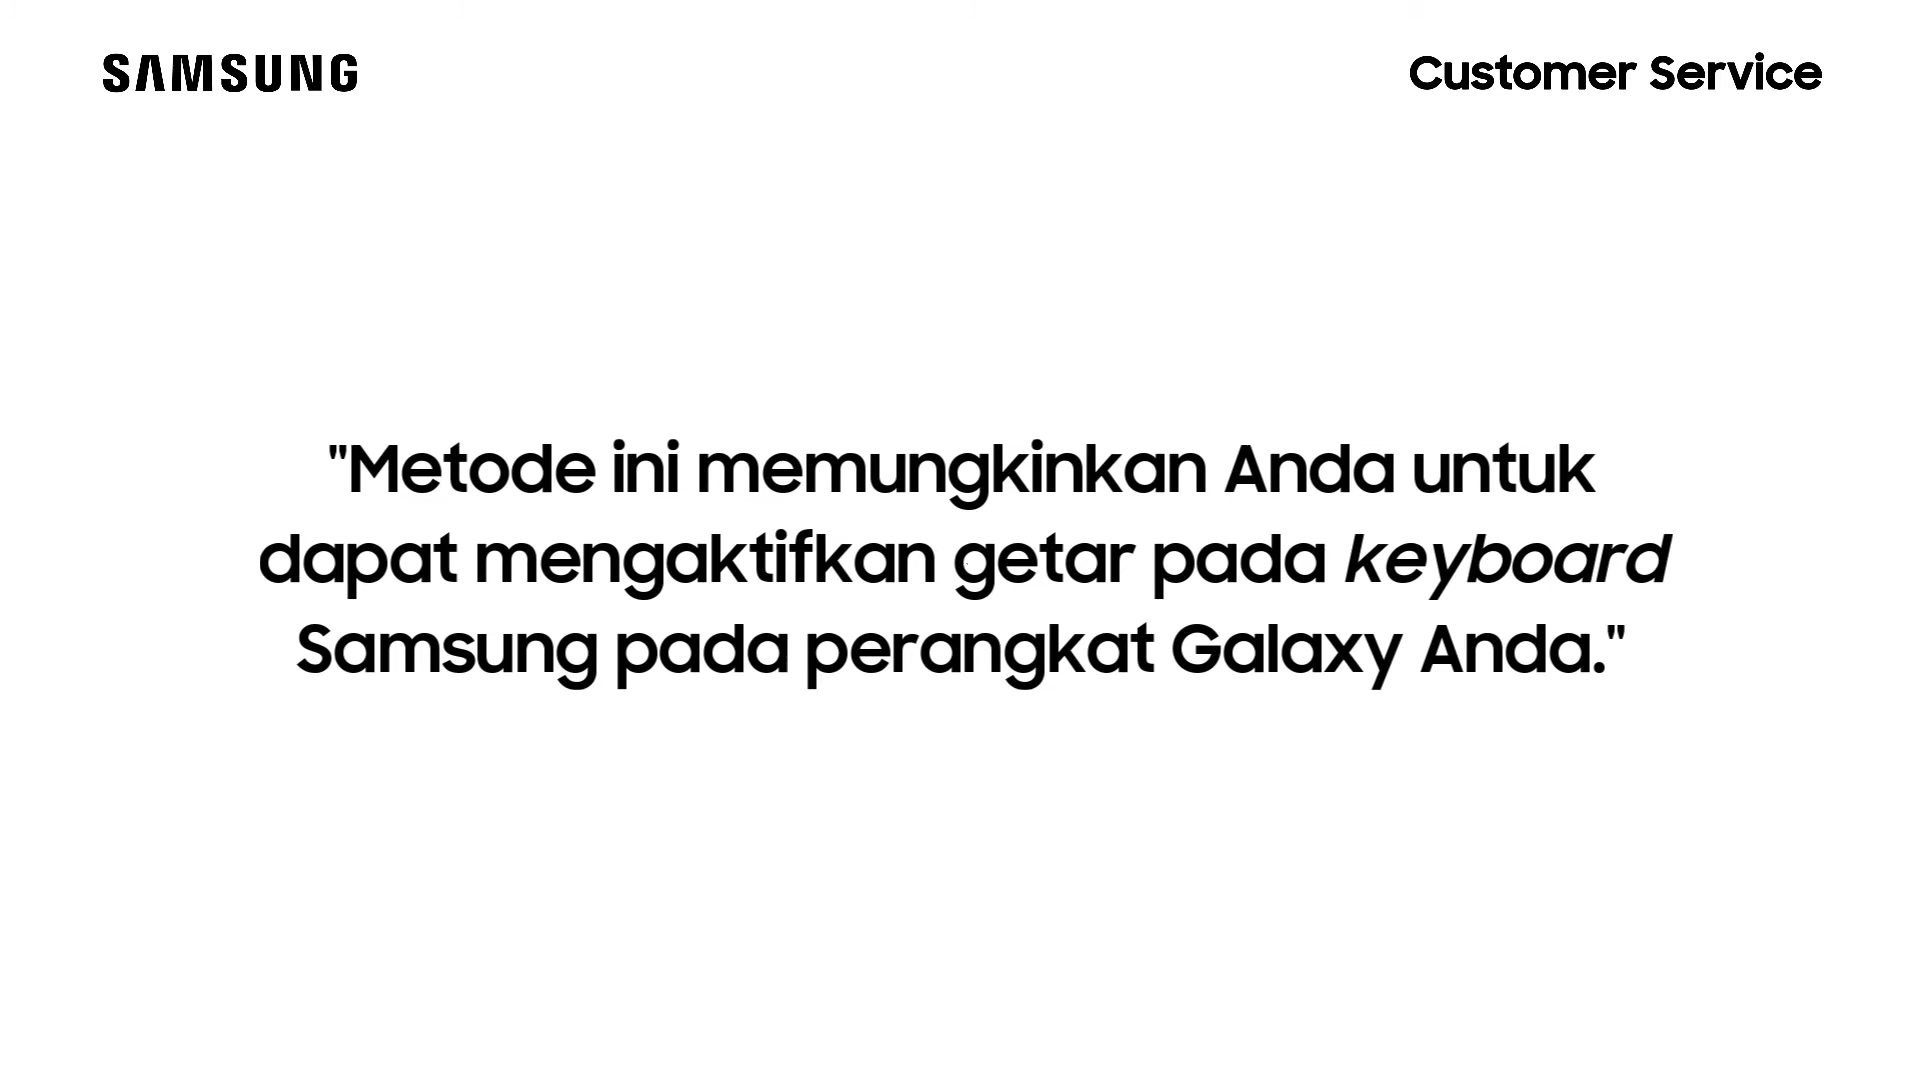 SAMSUNG
Customer Service
"Metode ini memungkinkan Anda untuk
dapat mengaktifkan getar pada keyboard
Samsung pada perangkat Galaxy Anda."